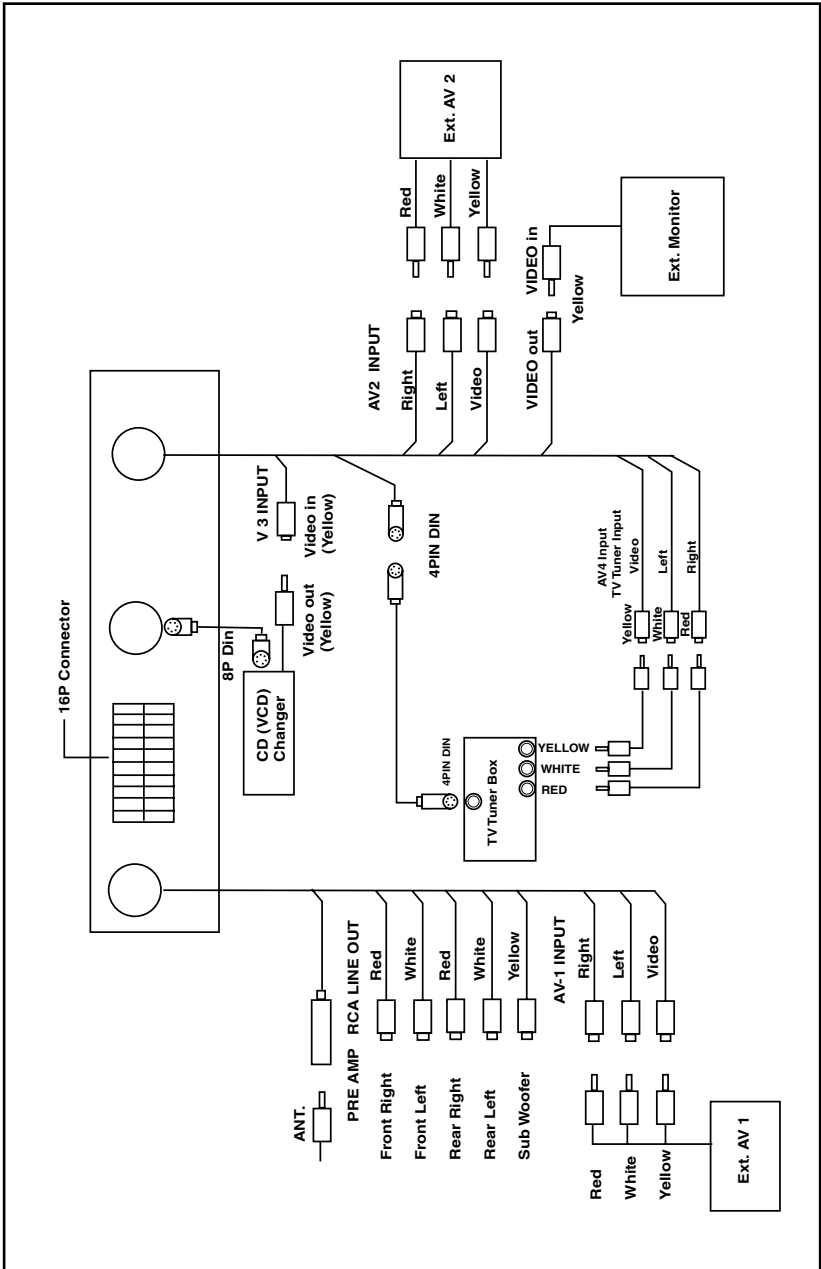 16P Connector
Ext. AV 2
Red
White
Yellow
AV2 INPUT
Right
Left
Video
VIDEO in
Yellow
VIDEO out
Ext. Monitor
V 3 INPUT
Video in
(Yellow)
Video out
(Yellow)
8P Din
CD (VCD)
Changer
4PIN DIN
AV4 Input
TV Tuner Input
Video
Left
Right
Yellow
White
Red
4PIN DIN
TV Tuner Box
YELLOW
WHITE
RED
ANT.
PRE AMP RCA LINE OUT
Front Right
Red
Front Left
White
Rear Right
Red
Rear Left
White
Sub Woofer
Yellow
AV-1 INPUT
Right
Left
Video
Red
White
Yellow
Ext. AV 1